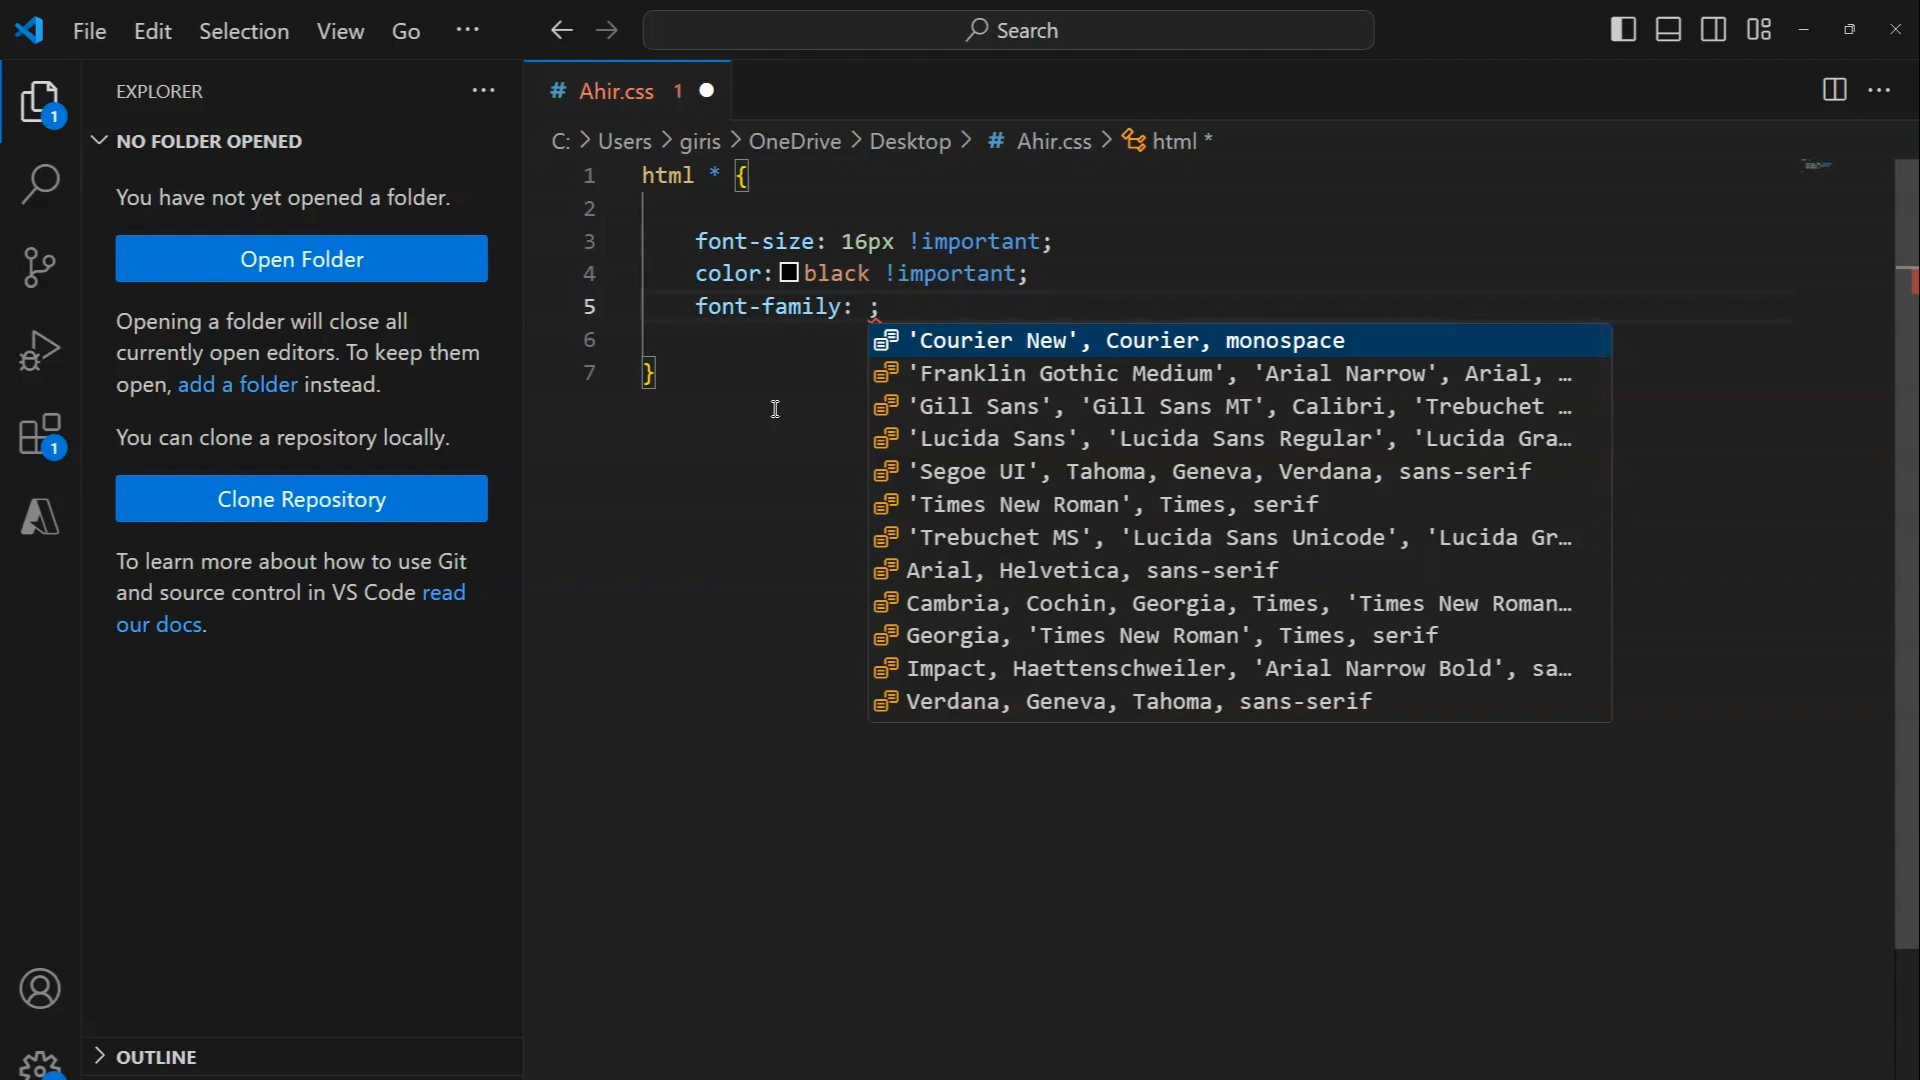 File Edit Selection View Go ··· Search
EXPLORER ···
# Ahir.css 1
···
NO FOLDER OPENED
C: > Users > giris > OneDrive > Desktop > # Ahir.css > html *
You have not yet opened a folder.
Open Folder
Opening a folder will close all
currently open editors. To keep them
open, add a folder instead.
You can clone a repository locally.
Clone Repository
To learn more about how to use Git
and source control in VS Code read
our docs.
OUTLINE
1
1
1 html * {
2
3 font-size: 16px !important;
4 color: black !important;
5 font-family: ;
6
7 }
'Courier New', Courier, monospace
'Franklin Gothic Medium', 'Arial Narrow', Arial, …
'Gill Sans', 'Gill Sans MT', Calibri, 'Trebuchet …
'Lucida Sans', 'Lucida Sans Regular', 'Lucida Gra…
'Segoe UI', Tahoma, Geneva, Verdana, sans-serif
'Times New Roman', Times, serif
'Trebuchet MS', 'Lucida Sans Unicode', 'Lucida Gr…
Arial, Helvetica, sans-serif
Cambria, Cochin, Georgia, Times, 'Times New Roman…
Georgia, 'Times New Roman', Times, serif
Impact, Haettenschweiler, 'Arial Narrow Bold', sa…
Verdana, Geneva, Tahoma, sans-serif